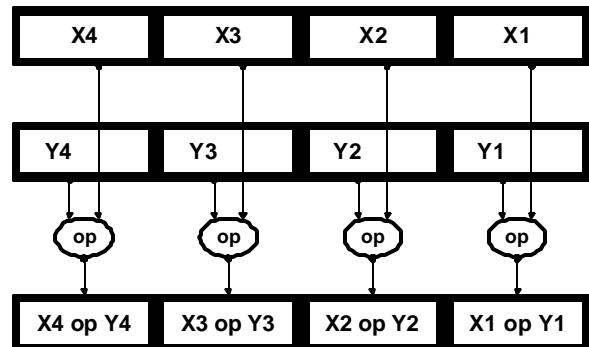 X4 X3 X2 X1
Y4 Y3 Y2 Y1
op op op op
X4 op Y4 X3 op Y3 X2 op Y2 X1 op Y1